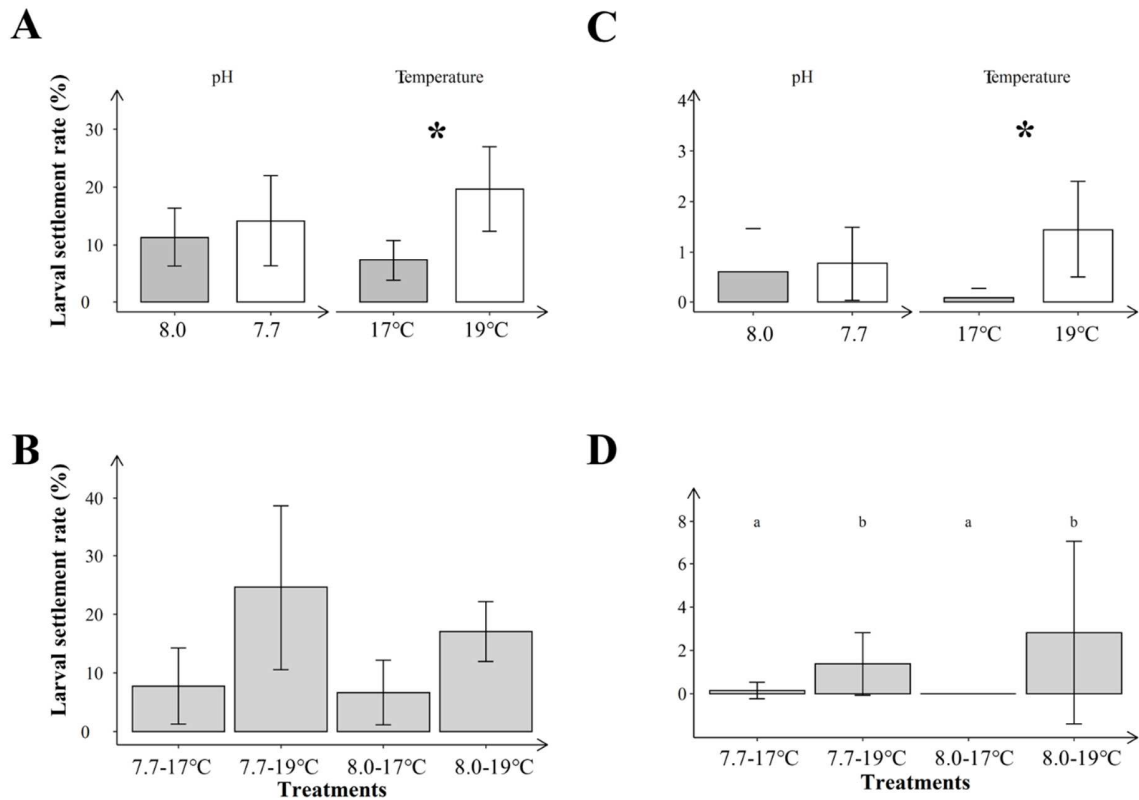 A
pH
Temperature
*
Larval settlement rate (%)
30
20
10
0
8.0
7.7
17°C
19°C
C
pH
Temperature
*
4
3
2
1
0
8.0
7.7
17°C
19°C
B
Larval settlement rate (%)
40
30
20
10
0
7.7-17°C
7.7-19°C
8.0-17°C
8.0-19°C
Treatments
D
8
6
4
2
0
a
b
a
b
7.7-17°C
7.7-19°C
8.0-17°C
8.0-19°C
Treatments